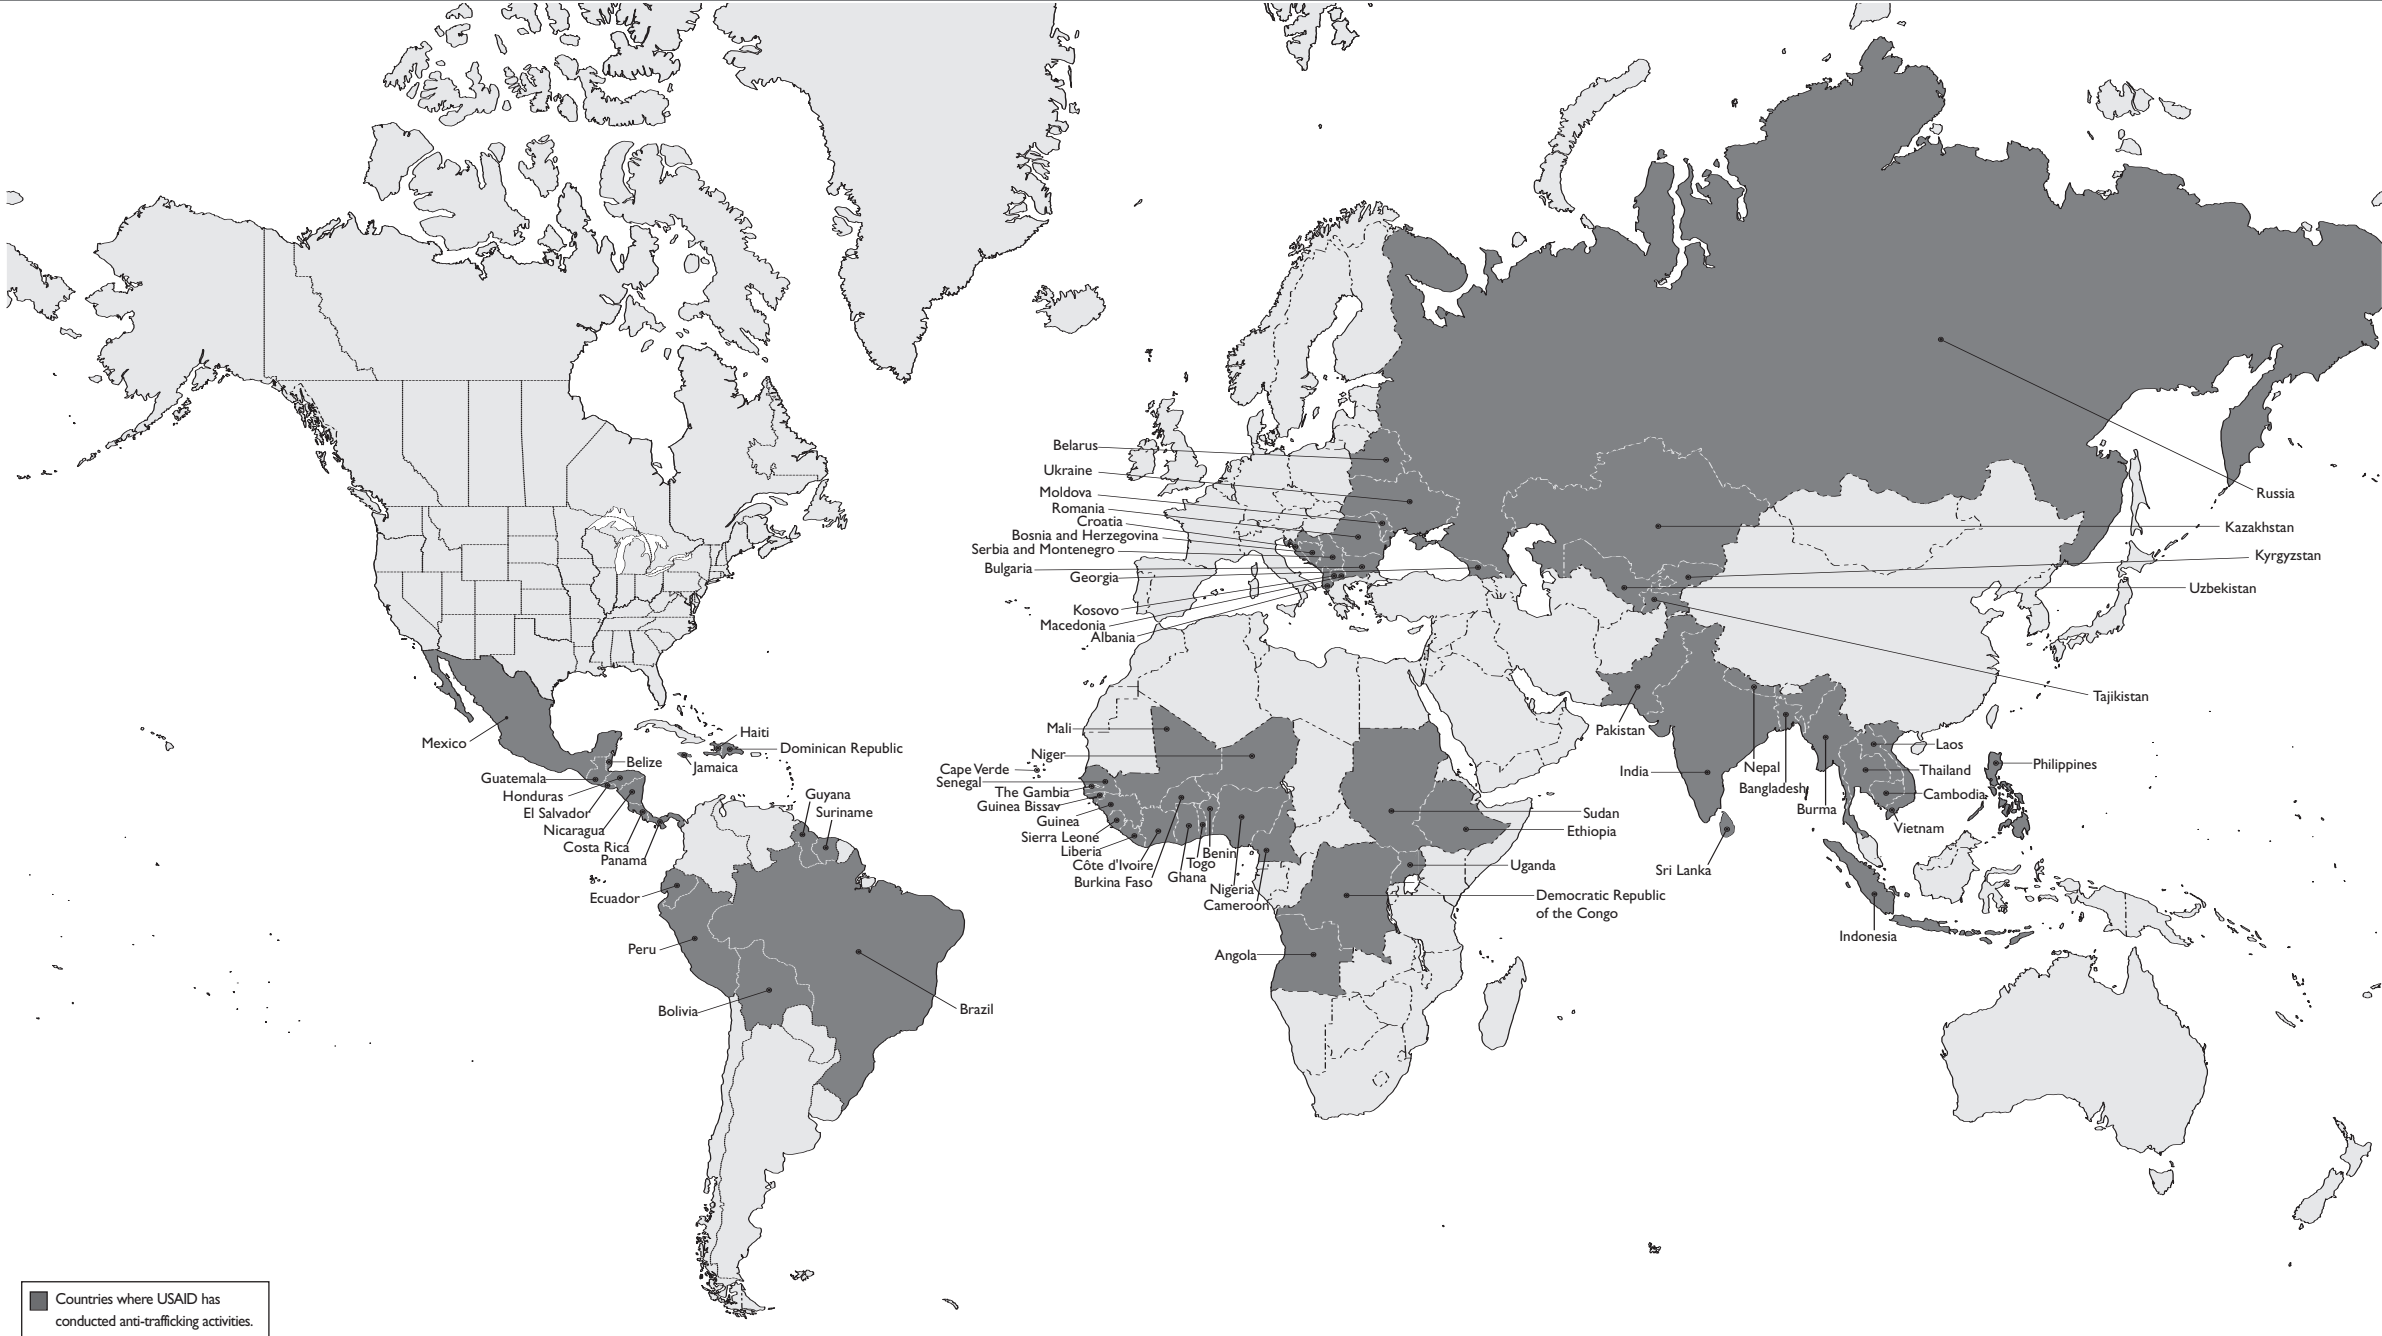 Belarus
Ukraine
Moldova
Romania
Croatia
Bosnia and Herzegovina
Serbia and Montenegro
Bulgaria
Georgia
Kosovo
Macedonia
Albania
Russia
Kazakhstan
Kyrgyzstan
Uzbekistan
Tajikistan
Mexico
Haiti
Dominican Republic
Jamaica
Belize
Guatemala
Honduras
El Salvador
Nicaragua
Costa Rica
Panama
Guyana
Suriname
Ecuador
Peru
Bolivia
Brazil
Mali
Niger
Cape Verde
Senegal
The Gambia
Guinea Bissav
Guinea
Sierra Leone
Liberia
Côte d'Ivoire
Burkina Faso
Ghana
Togo
Benin
Nigeria
Cameroon
Angola
Sudan
Ethiopia
Uganda
Democratic Republic
of the Congo
Pakistan
India
Nepal
Bangladesh
Burma
Sri Lanka
Laos
Thailand
Cambodia
Vietnam
Philippines
Indonesia
Countries where USAID has
conducted anti-trafficking activities.